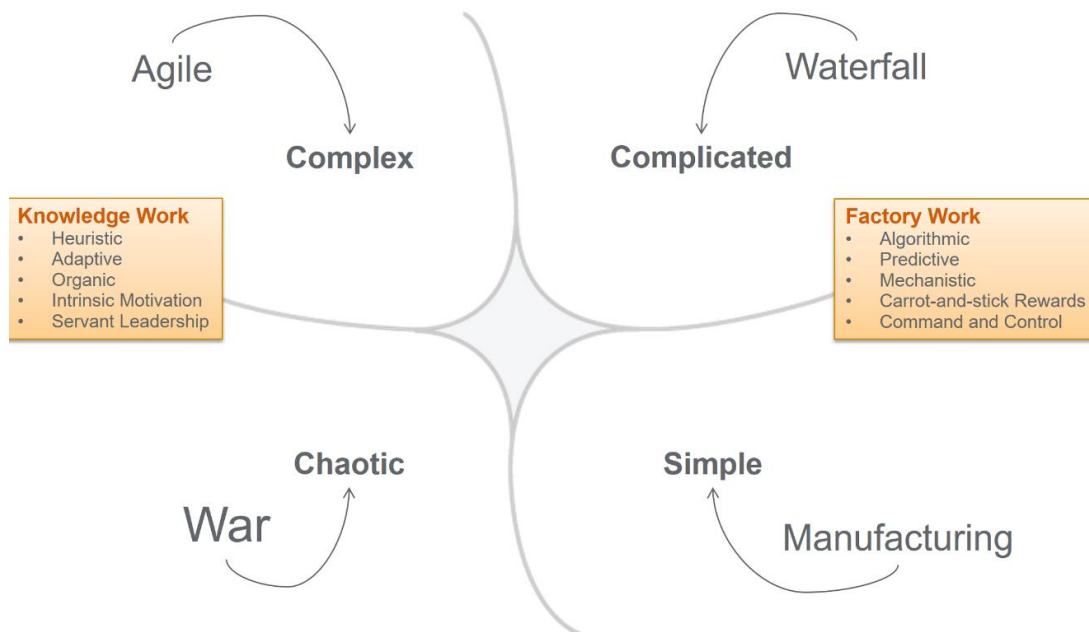 Agile
Waterfall
Complex
Complicated
Knowledge Work
• Heuristic
• Adaptive
• Organic
• Intrinsic Motivation
• Servant Leadership
Factory Work
• Algorithmic
• Predictive
• Mechanistic
• Carrot-and-stick Rewards
• Command and Control
Chaotic
Simple
War
Manufacturing